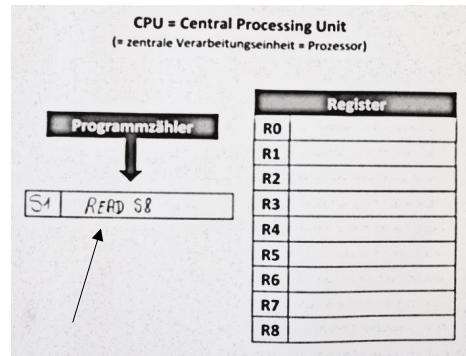 CPU = Central Processing Unit
(= zentrale Verarbeitungseinheit = Prozessor)
Programmzähler
S1 READ S8
Register
R0
R1
R2
R3
R4
R5
R6
R7
R8